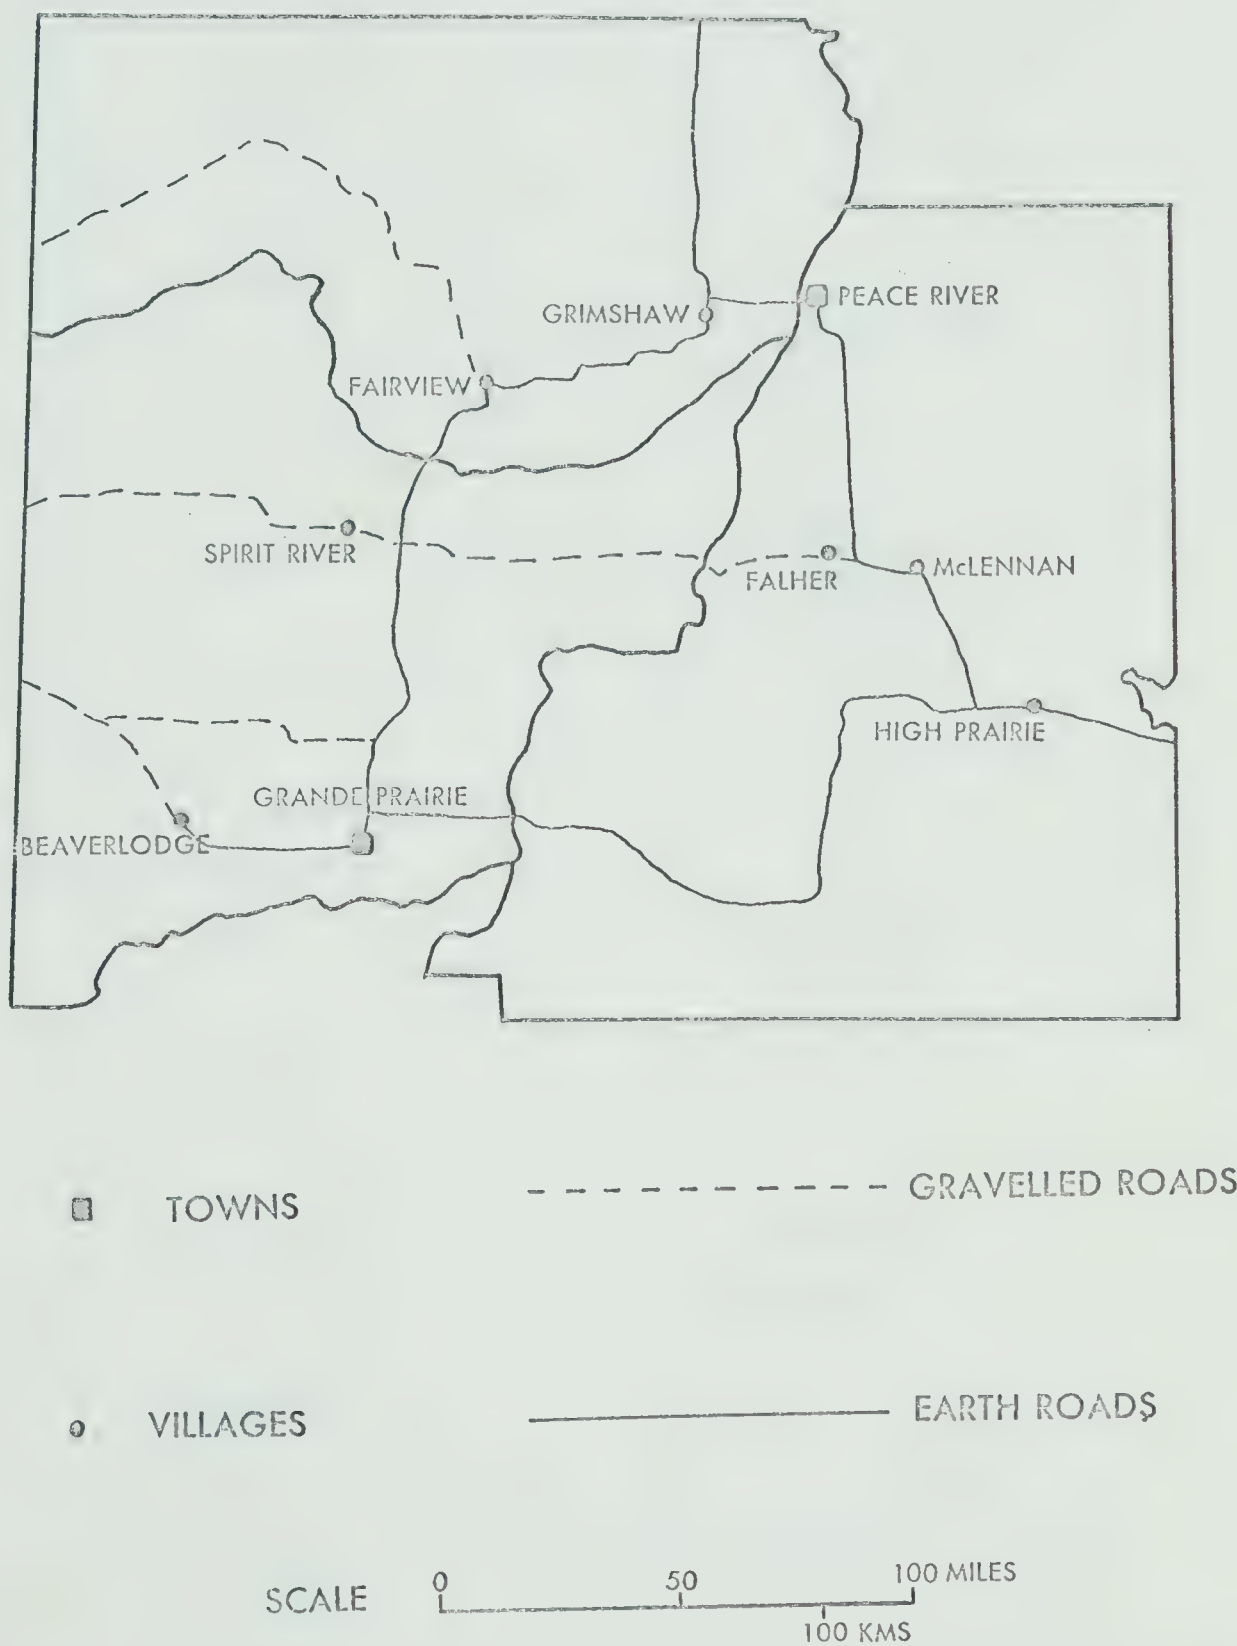 PEACE RIVER
GRIMSHAW
FAIRVIEW
SPIRIT RIVER
FALHER
McLENNAN
HIGH PRAIRIE
GRANDE PRAIRIE
BEAVERLODGE
TOWNS
GRAVELLED ROADS
VILLAGES
EARTH ROADS
SCALE
0 50 100 MILES
100 KMS